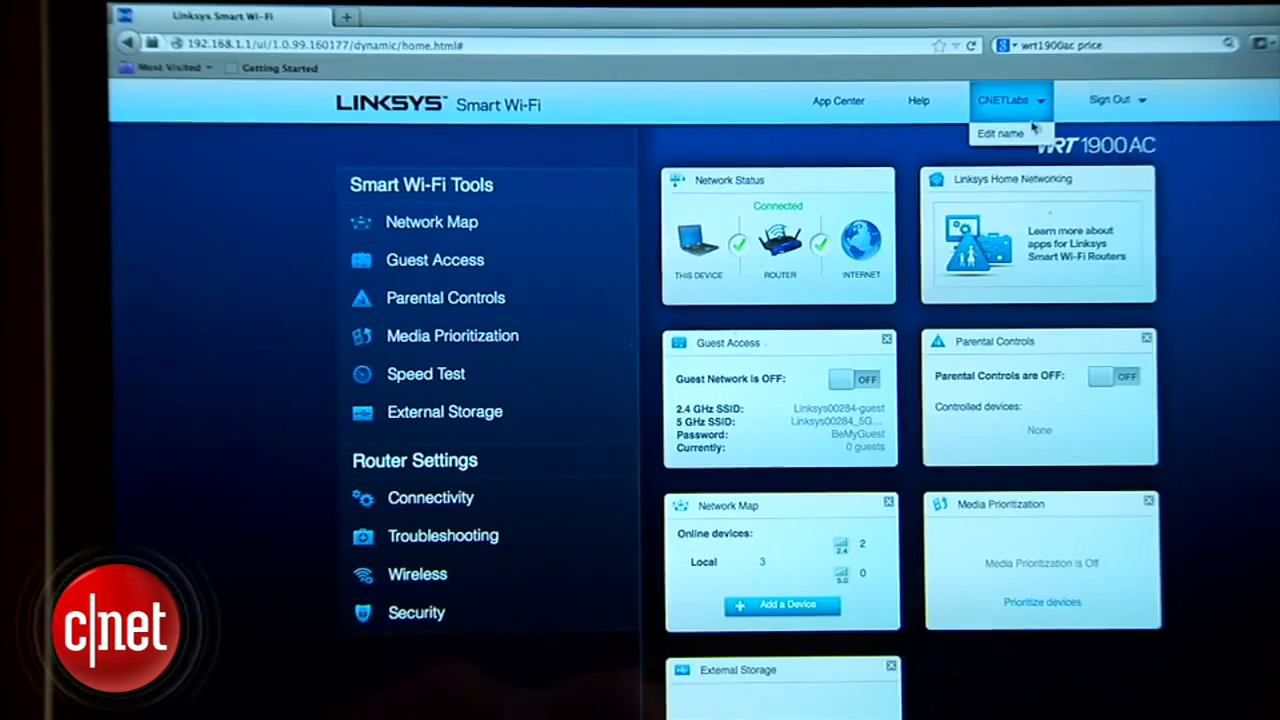 Linksys Smart Wi-Fi
192.168.1.1/ui/1.0.99.160177/dynamic/home.html#
wrt1900ac price
Most Visited
Getting Started
LINKSYS Smart Wi-Fi
App Center
Help
CNETLabs
Sign Out
Edit name
WRT1900AC
Smart Wi-Fi Tools
Network Map
Guest Access
Parental Controls
Media Prioritization
Speed Test
External Storage
Router Settings
Connectivity
Troubleshooting
Wireless
Security
Network Status
Connected
THIS DEVICE
ROUTER
INTERNET
Linksys Home Networking
Learn more about
apps for Linksys
Smart Wi-Fi Routers
Guest Access
Guest Network is OFF: OFF
2.4 GHz SSID: Linksys00284-guest
5 GHz SSID: Linksys00284_5G...
Password: BeMyGuest
Currently: 0 guests
Parental Controls
Parental Controls are OFF: OFF
Controlled devices:
None
Network Map
Online devices:
2.4 2
Local 3
5.0 0
+ Add a Device
Media Prioritization
Media Prioritization is Off
Prioritize devices
External Storage
c|net